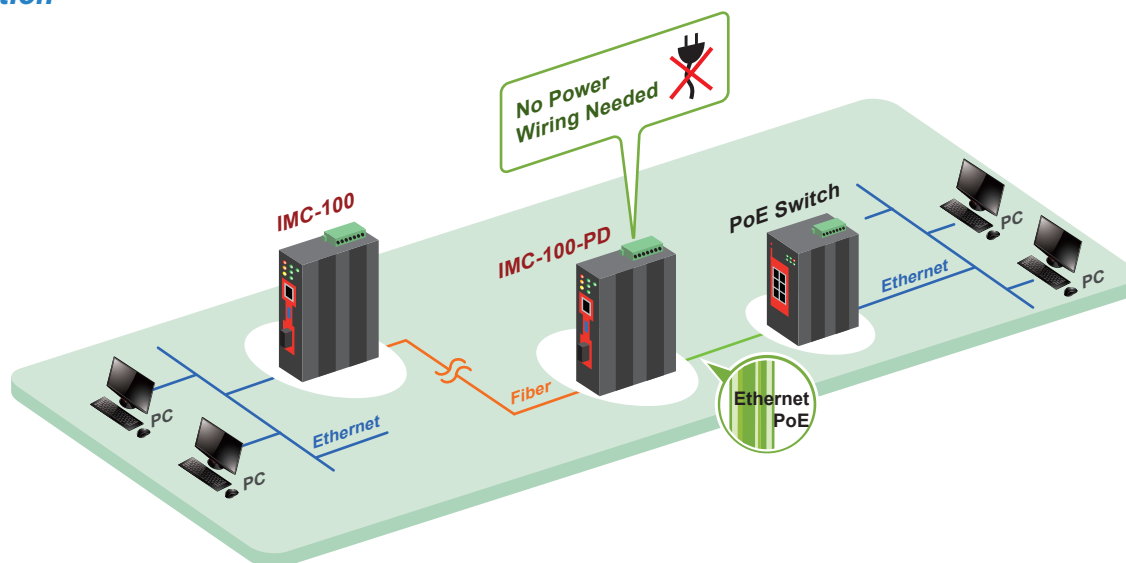 No Power
Wiring Needed
IMC-100
IMC-100-PD
PoE Switch
PC
PC
Ethernet
Fiber
Ethernet
PoE
PC
Ethernet
PC